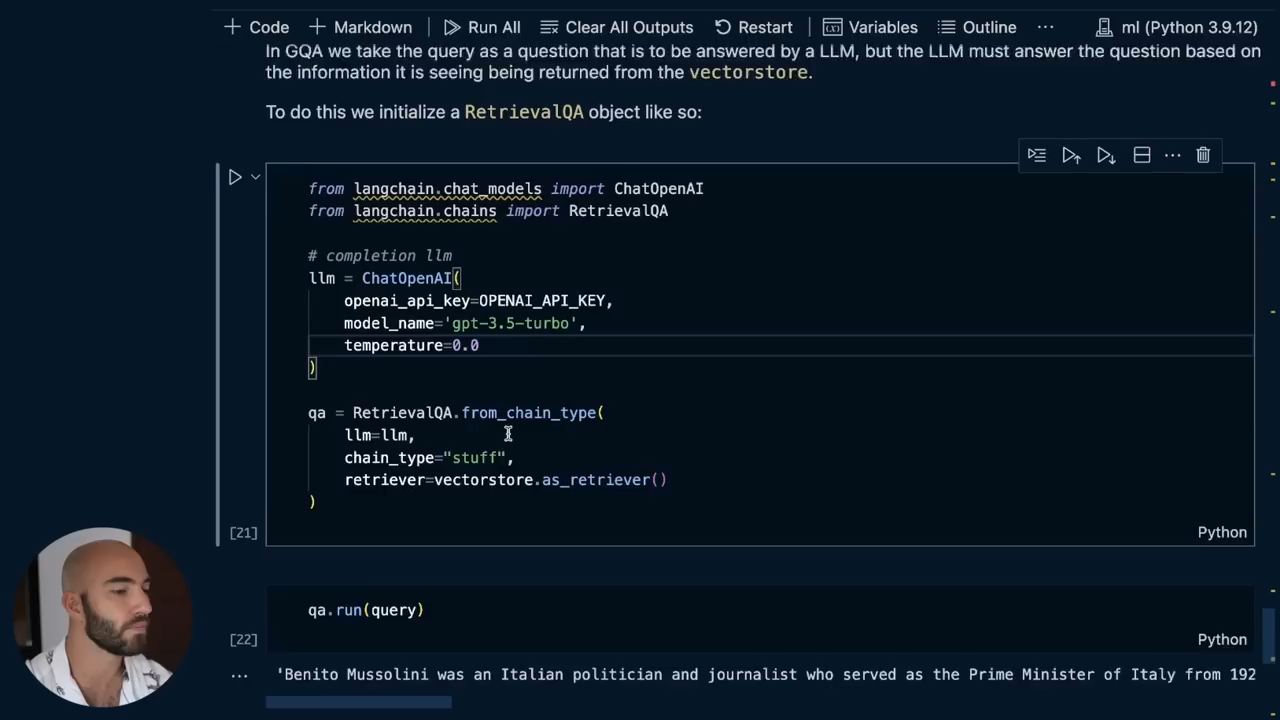 Code Markdown Run All Clear All Outputs Restart Variables Outline ··· ml (Python 3.9.12)
In GQA we take the query as a question that is to be answered by a LLM, but the LLM must answer the question based on
the information it is seeing being returned from the vectorstore.
To do this we initialize a RetrievalQA object like so:
from langchain.chat_models import ChatOpenAI
from langchain.chains import RetrievalQA
# completion llm
llm = ChatOpenAI(
openai_api_key=OPENAI_API_KEY,
model_name='gpt-3.5-turbo',
temperature=0.0
)
qa = RetrievalQA.from_chain_type(
llm=llm,
chain_type="stuff",
retriever=vectorstore.as_retriever()
)
[21] Python
qa.run(query)
[22] Python
... 'Benito Mussolini was an Italian politician and journalist who served as the Prime Minister of Italy from 192